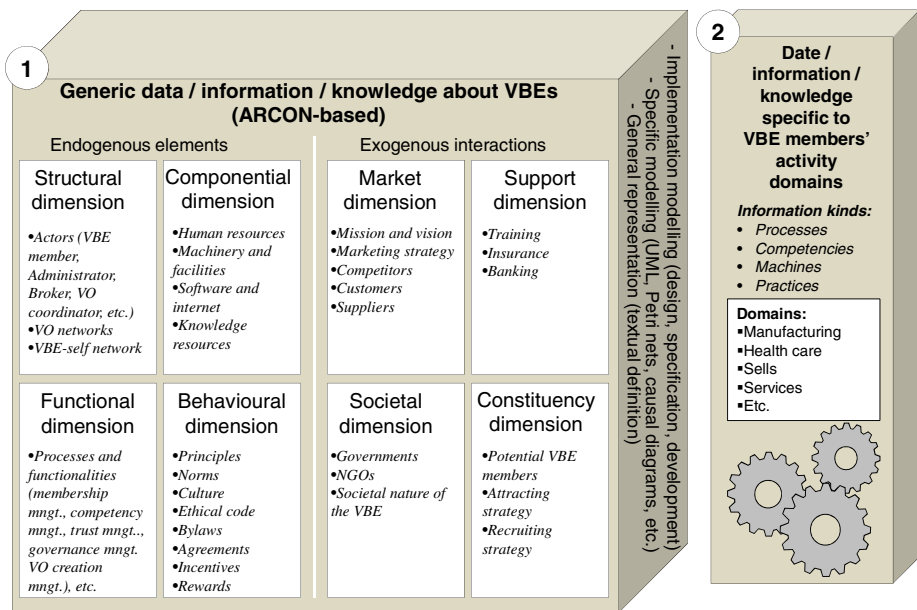 1
Generic data / information / knowledge about VBEs
(ARCON-based)
Endogenous elements
Structural
dimension
•Actors (VBE
member,
Administrator,
Broker, VO
coordinator, etc.)
•VO networks
•VBE-self network
Componential
dimension
•Human resources
•Machinery and
facilities
•Software and
internet
•Knowledge
resources
Functional
dimension
•Processes and
functionalities
(membership
mngt., competency
mngt., trust mngt..,
governance mngt.
VO creation
mngt.), etc.
Behavioural
dimension
•Principles
•Norms
•Culture
•Ethical code
•Bylaws
•Agreements
•Incentives
•Rewards
Exogenous interactions
Market
dimension
•Mission and vision
•Marketing strategy
•Competitors
•Customers
•Suppliers
Support
dimension
•Training
•Insurance
•Banking
Societal
dimension
•Governments
•NGOs
•Societal nature of
the VBE
Constituency
dimension
•Potential VBE
members
•Attracting
strategy
•Recruiting
strategy
- Implementation modelling (design, specification, development)
- Specific modelling (UML, Petri nets, causal diagrams, etc.)
- General representation (textual definition)
2
Date /
information /
knowledge
specific to
VBE members’
activity
domains
Information kinds:
• Processes
• Competencies
• Machines
• Practices
Domains:
▪Manufacturing
▪Health care
▪Sells
▪Services
▪Etc.